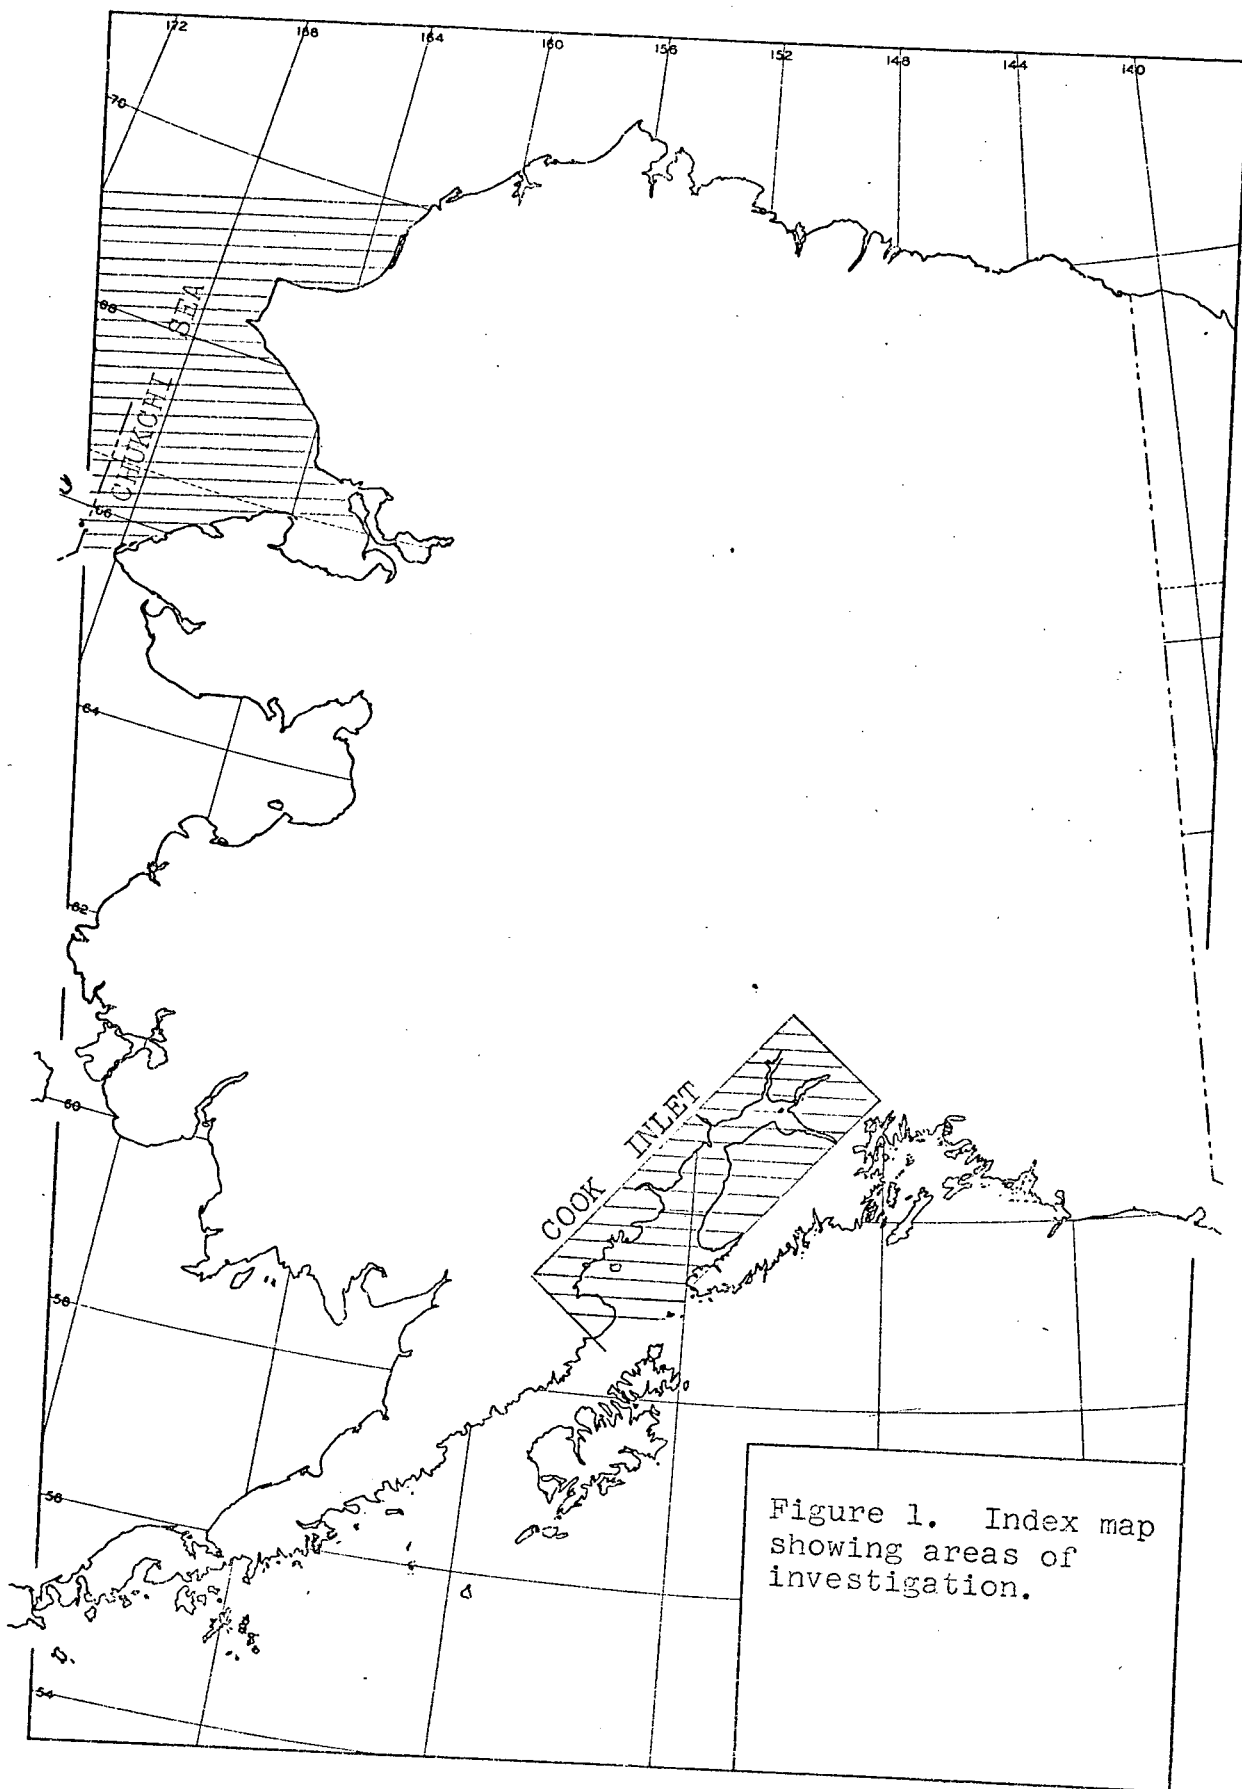 172 168 164 160 156 152 148 144 140
70
68
CHUKCHI SEA
66
64
62
60
COOK INLET
58
56
54
Figure 1. Index map
showing areas of
investigation.